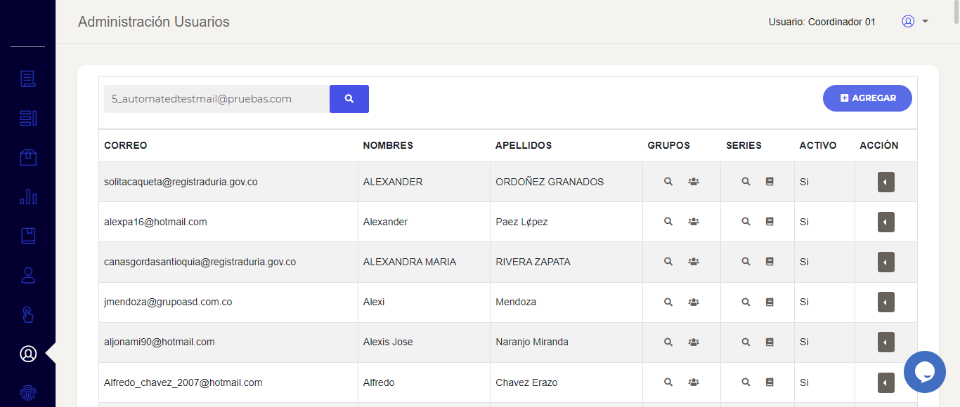 Administración Usuarios
Usuario: Coordinador 01
5_automatedtestmail@pruebas.com
AGREGAR
CORREO NOMBRES APELLIDOS GRUPOS SERIES ACTIVO ACCIÓN
solitacaqueta@registraduria.gov.co ALEXANDER ORDOÑEZ GRANADOS Si
alexpa16@hotmail.com Alexander Paez L¢pez Si
canasgordasantioquia@registraduria.gov.co ALEXANDRA MARIA RIVERA ZAPATA Si
jmendoza@grupoasd.com.co Alexi Mendoza Si
aljonami90@hotmail.com Alexis Jose Naranjo Miranda Si
Alfredo_chavez_2007@hotmail.com Alfredo Chavez Erazo Si